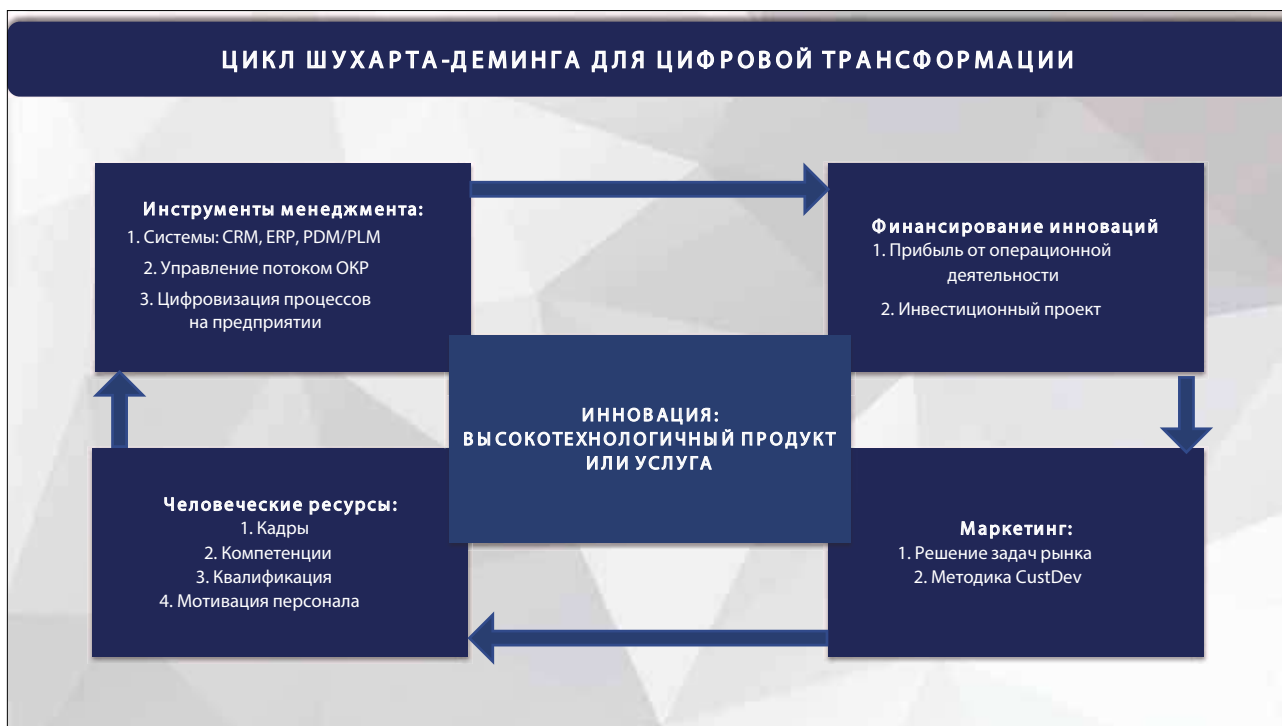 ЦИКЛ ШУХАРТА-ДЕМИНГА ДЛЯ ЦИФРОВОЙ ТРАНСФОРМАЦИИ
Инструменты менеджмента:
1. Системы: CRM, ERP, PDM/PLM
2. Управление потоком ОКР
3. Цифровизация процессов
на предприятии
Финансирование инноваций
1. Прибыль от операционной
деятельности
2. Инвестиционный проект
ИННОВАЦИЯ:
ВЫСОКОТЕХНОЛОГИЧНЫЙ ПРОДУКТ
ИЛИ УСЛУГА
Человеческие ресурсы:
1. Кадры
2. Компетенции
3. Квалификация
4. Мотивация персонала
Маркетинг:
1. Решение задач рынка
2. Методика CustDev